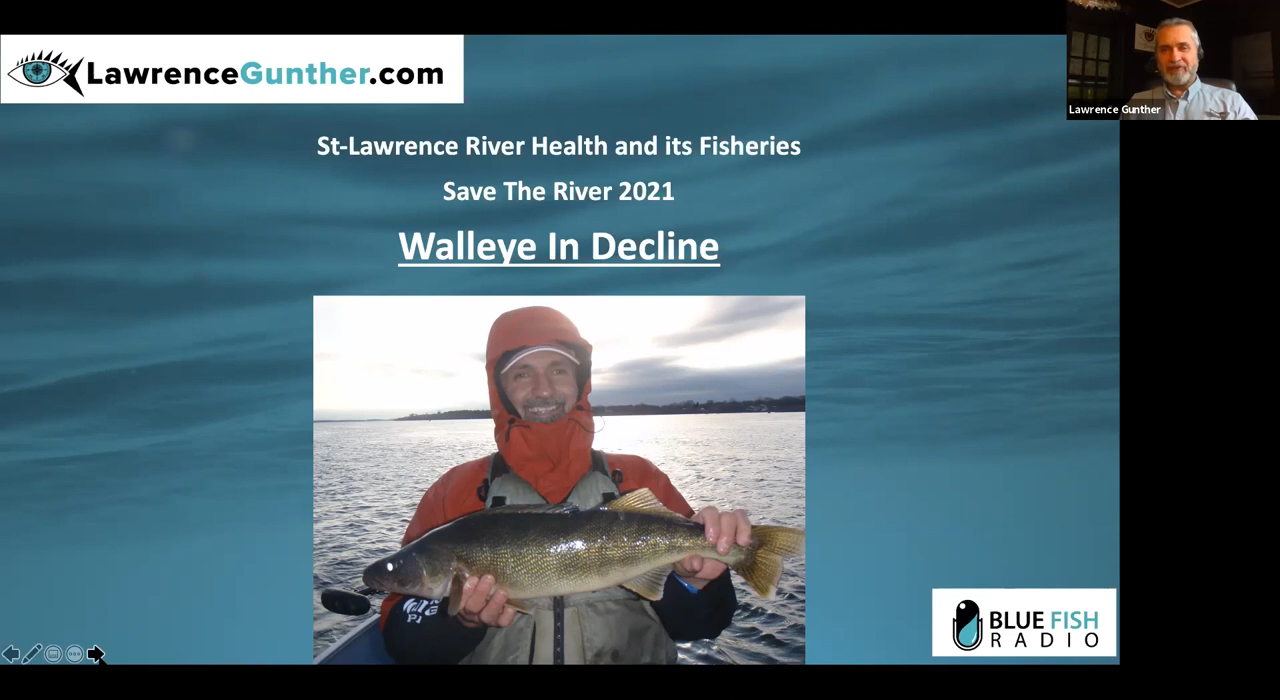 LawrenceGunther.com
Lawrence Gunther
St-Lawrence River Health and its Fisheries
Save The River 2021
Walleye In Decline
BLUE FISH
RADIO